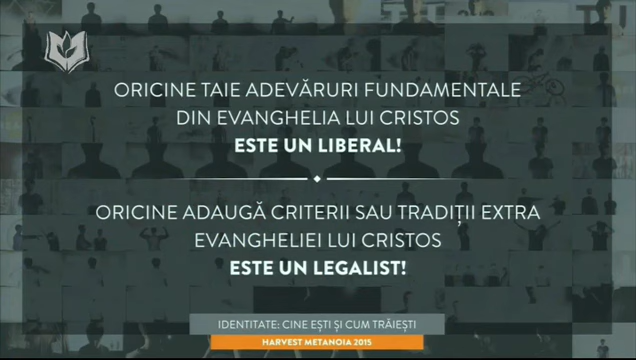 ORICINE TAIE ADEVĂRURI FUNDAMENTALE
DIN EVANGHELIA LUI CRISTOS
ESTE UN LIBERAL!
ORICINE ADAUGĂ CRITERII SAU TRADIȚII EXTRA
EVANGHELIEI LUI CRISTOS
ESTE UN LEGALIST!
IDENTITATE: CINE EȘTI ȘI CUM TRĂIEȘTI
HARVEST METANOIA 2015